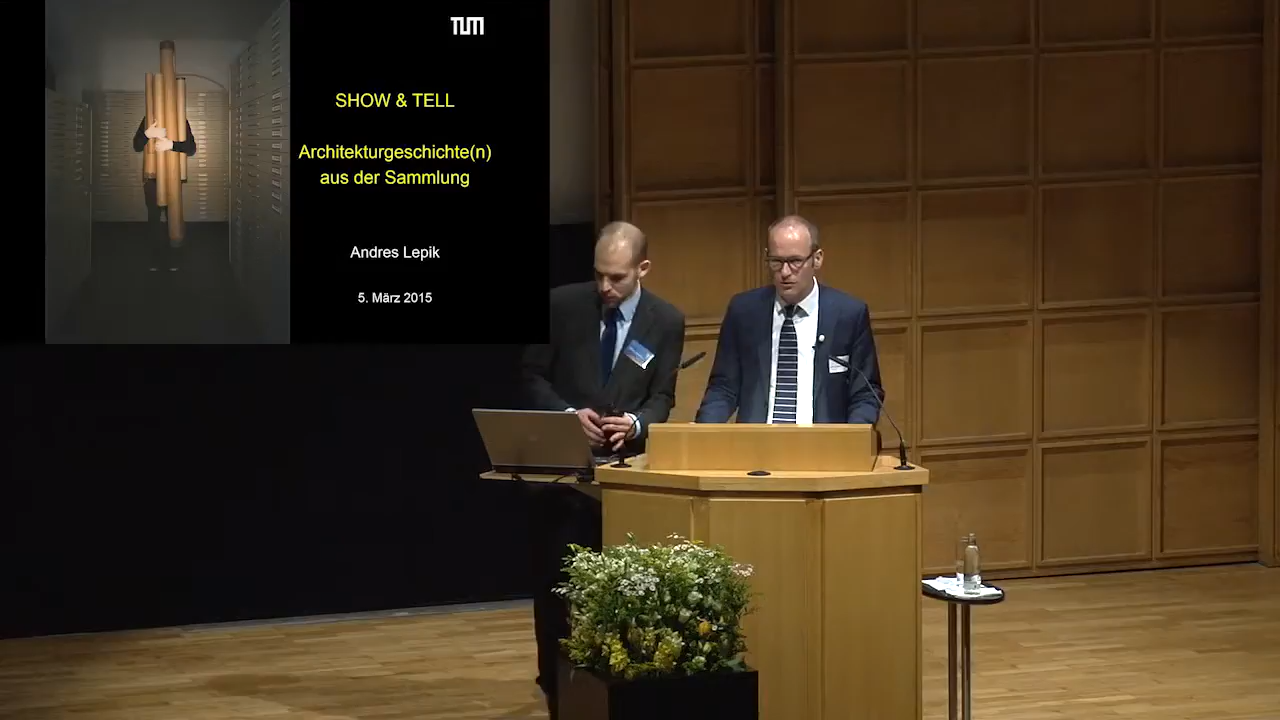 TUM
SHOW & TELL
Architekturgeschichte(n)
aus der Sammlung
Andres Lepik
5. März 2015